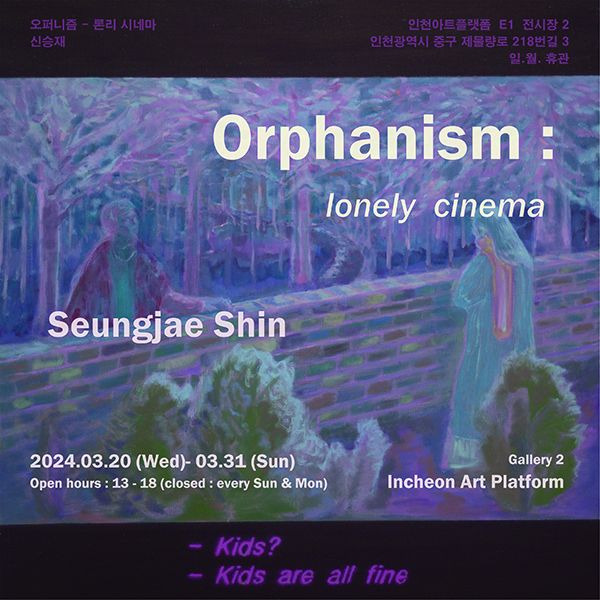 오퍼니즘 - 론리 시네마
신승재
인천아트플랫폼 E1 전시장 2
인천광역시 중구 제물량로 218번길 3
일.월. 휴관
Orphanism :
lonely cinema
Seungjae Shin
2024.03.20 (Wed)- 03.31 (Sun)
Open hours : 13 - 18 (closed : every Sun & Mon)
Gallery 2
Incheon Art Platform
- Kids?
- Kids are all fine